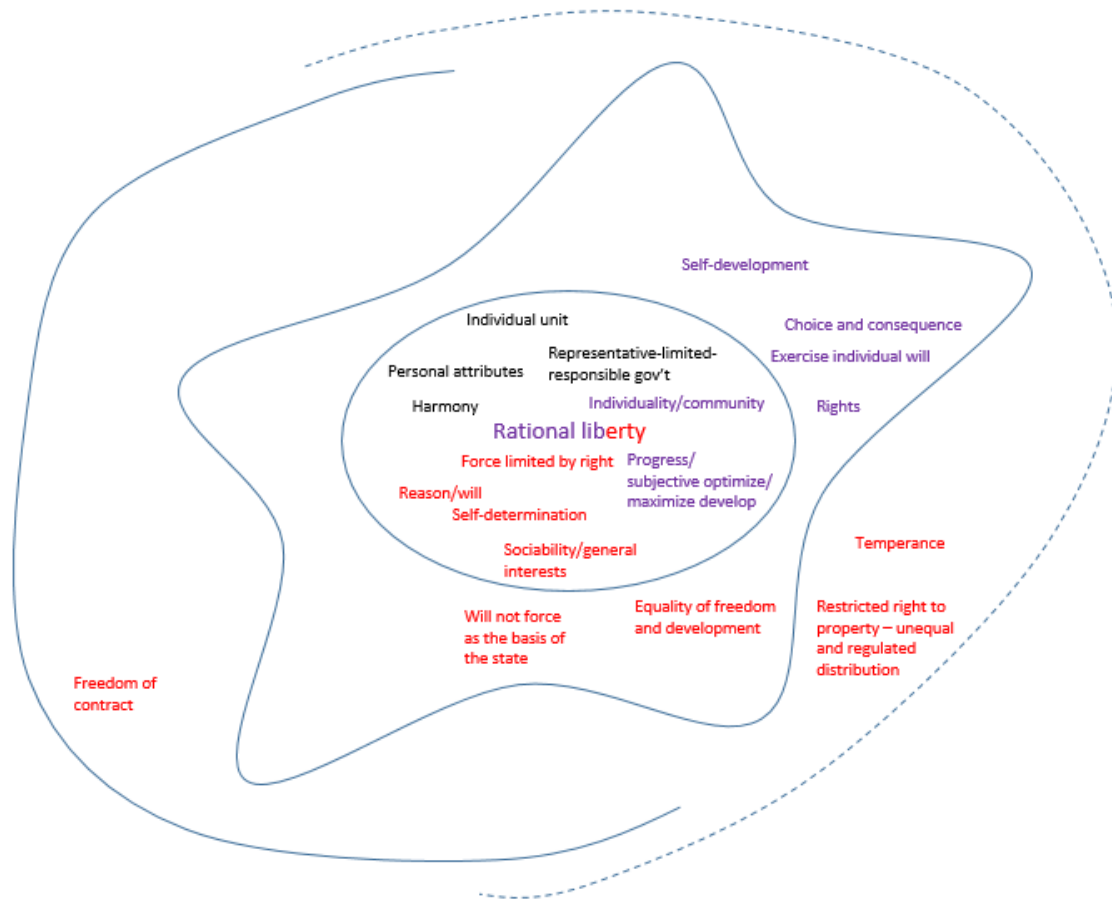 Self-development
Individual unit
Choice and consequence
Representative-limited-
responsible gov't
Exercise individual will
Personal attributes
Harmony
Individuality/community
Rights
Rational liberty
Force limited by right
Progress/
subjective optimize/
maximize develop
Reason/will
Self-determination
Sociability/general
interests
Temperance
Will not force
as the basis of
the state
Equality of freedom
and development
Restricted right to
property – unequal
and regulated
distribution
Freedom of
contract